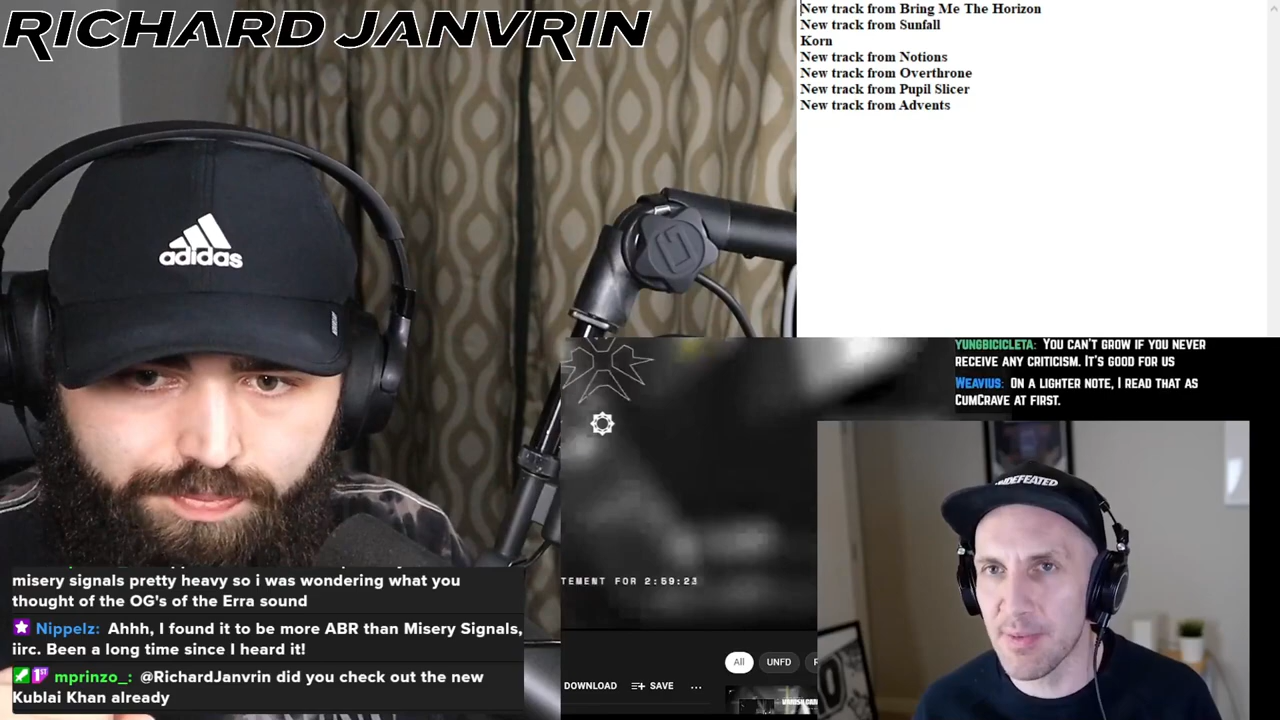 RICHARD JANVRIN
New track from Bring Me The Horizon
New track from Sunfall
Korn
New track from Notions
New track from Overthrone
New track from Pupil Slicer
New track from Advents
adidas
YUNGBICICLETA: YOU CAN'T GROW IF YOU NEVER
RECEIVE ANY CRITICISM. IT'S GOOD FOR US
WEAVIUS: ON A LIGHTER NOTE, I READ THAT AS
CUMCRAVE AT FIRST.
UNDEFEATED
misery signals pretty heavy so i was wondering what you
thought of the OG's of the Erra sound
Nippelz: Ahhh, I found it to be more ABR than Misery Signals,
iirc. Been a long time since I heard it!
mprinzo_: @RichardJanvrin did you check out the new
Kublai Khan already
TEMENT FOR 2:59:23
All
UNFD
DOWNLOAD
SAVE